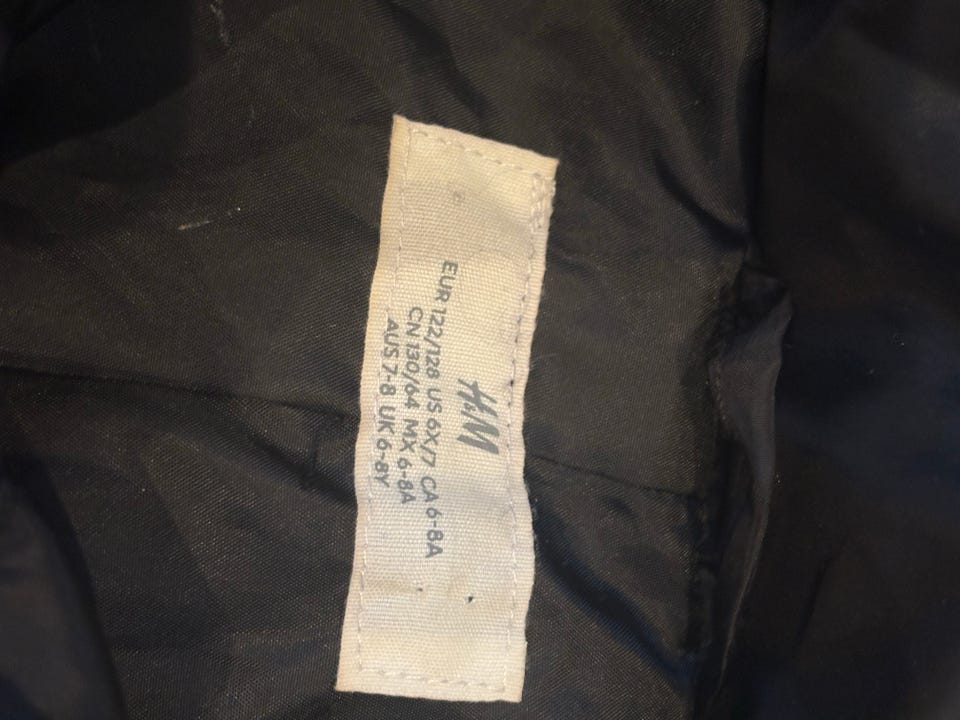 H&M
EUR 122/128 US 6X/7 CA 6-8A
CN 130/64 MX 6-8A
AUS 7-8 UK 6-8Y